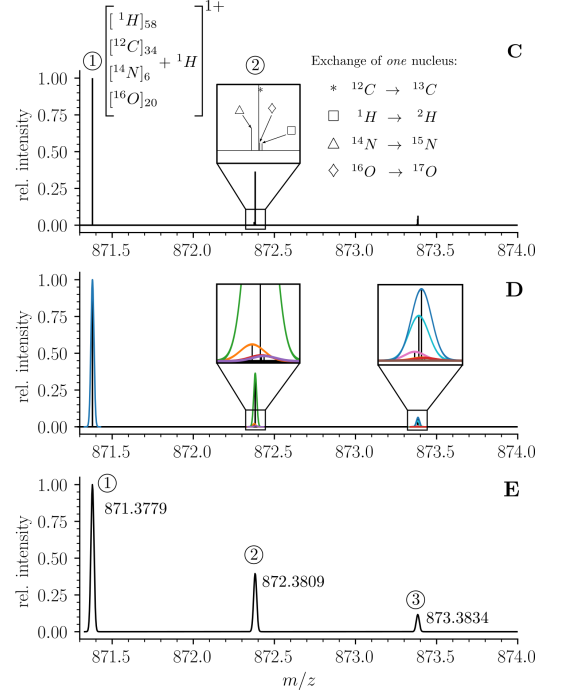 [ ¹H]₅₈
[¹²C]₃₄
[¹⁴N]₆
[¹⁶O]₂₀
+ ¹H
1+
①
②
C
Exchange of one nucleus:
* ¹²C → ¹³C
□ ¹H → ²H
△ ¹⁴N → ¹⁵N
◇ ¹⁶O → ¹⁷O
*
rel. intensity
1.00
0.75
0.50
0.25
0.00
871.5 872.0 872.5 873.0 873.5 874.0
D
rel. intensity
1.00
0.75
0.50
0.25
0.00
871.5 872.0 872.5 873.0 873.5 874.0
E
rel. intensity
1.00
0.75
0.50
0.25
0.00
①
871.3779
②
872.3809
③
873.3834
871.5 872.0 872.5 873.0 873.5 874.0
m/z